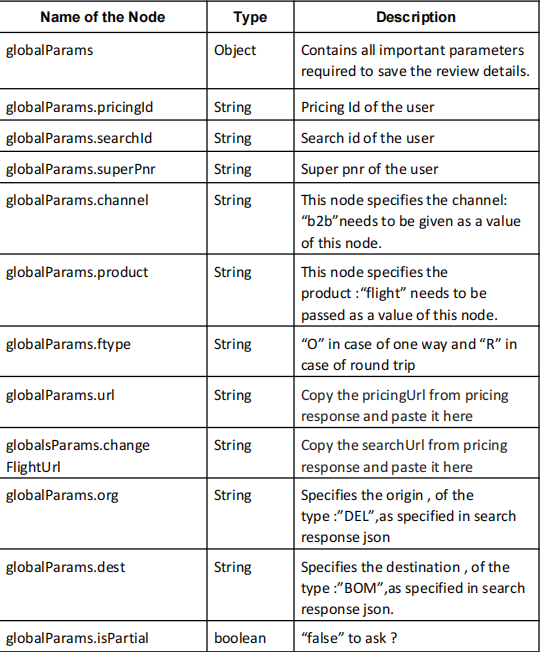 Name of the Node Type Description
globalParams Object Contains all important parameters
required to save the review details.
globalParams.pricingId String Pricing Id of the user
globalParams.searchId String Search id of the user
globalParams.superPnr String Super pnr of the user
globalParams.channel String This node specifies the channel:
“b2b”needs to be given as a value
of this node.
globalParams.product String This node specifies the
product :“flight” needs to be
passed as a value of this node.
globalParams.ftype String “O” in case of one way and “R” in
case of round trip
globalParams.url String Copy the pricingUrl from pricing
response and paste it here
globalsParams.change String Copy the searchUrl from pricing
FlightUrl response and paste it here
globalParams.org String Specifies the origin , of the
type :”DEL”,as specified in search
response json
globalParams.dest String Specifies the destination , of the
type :”BOM”,as specified in search
response json.
globalParams.isPartial boolean “false” to ask ?